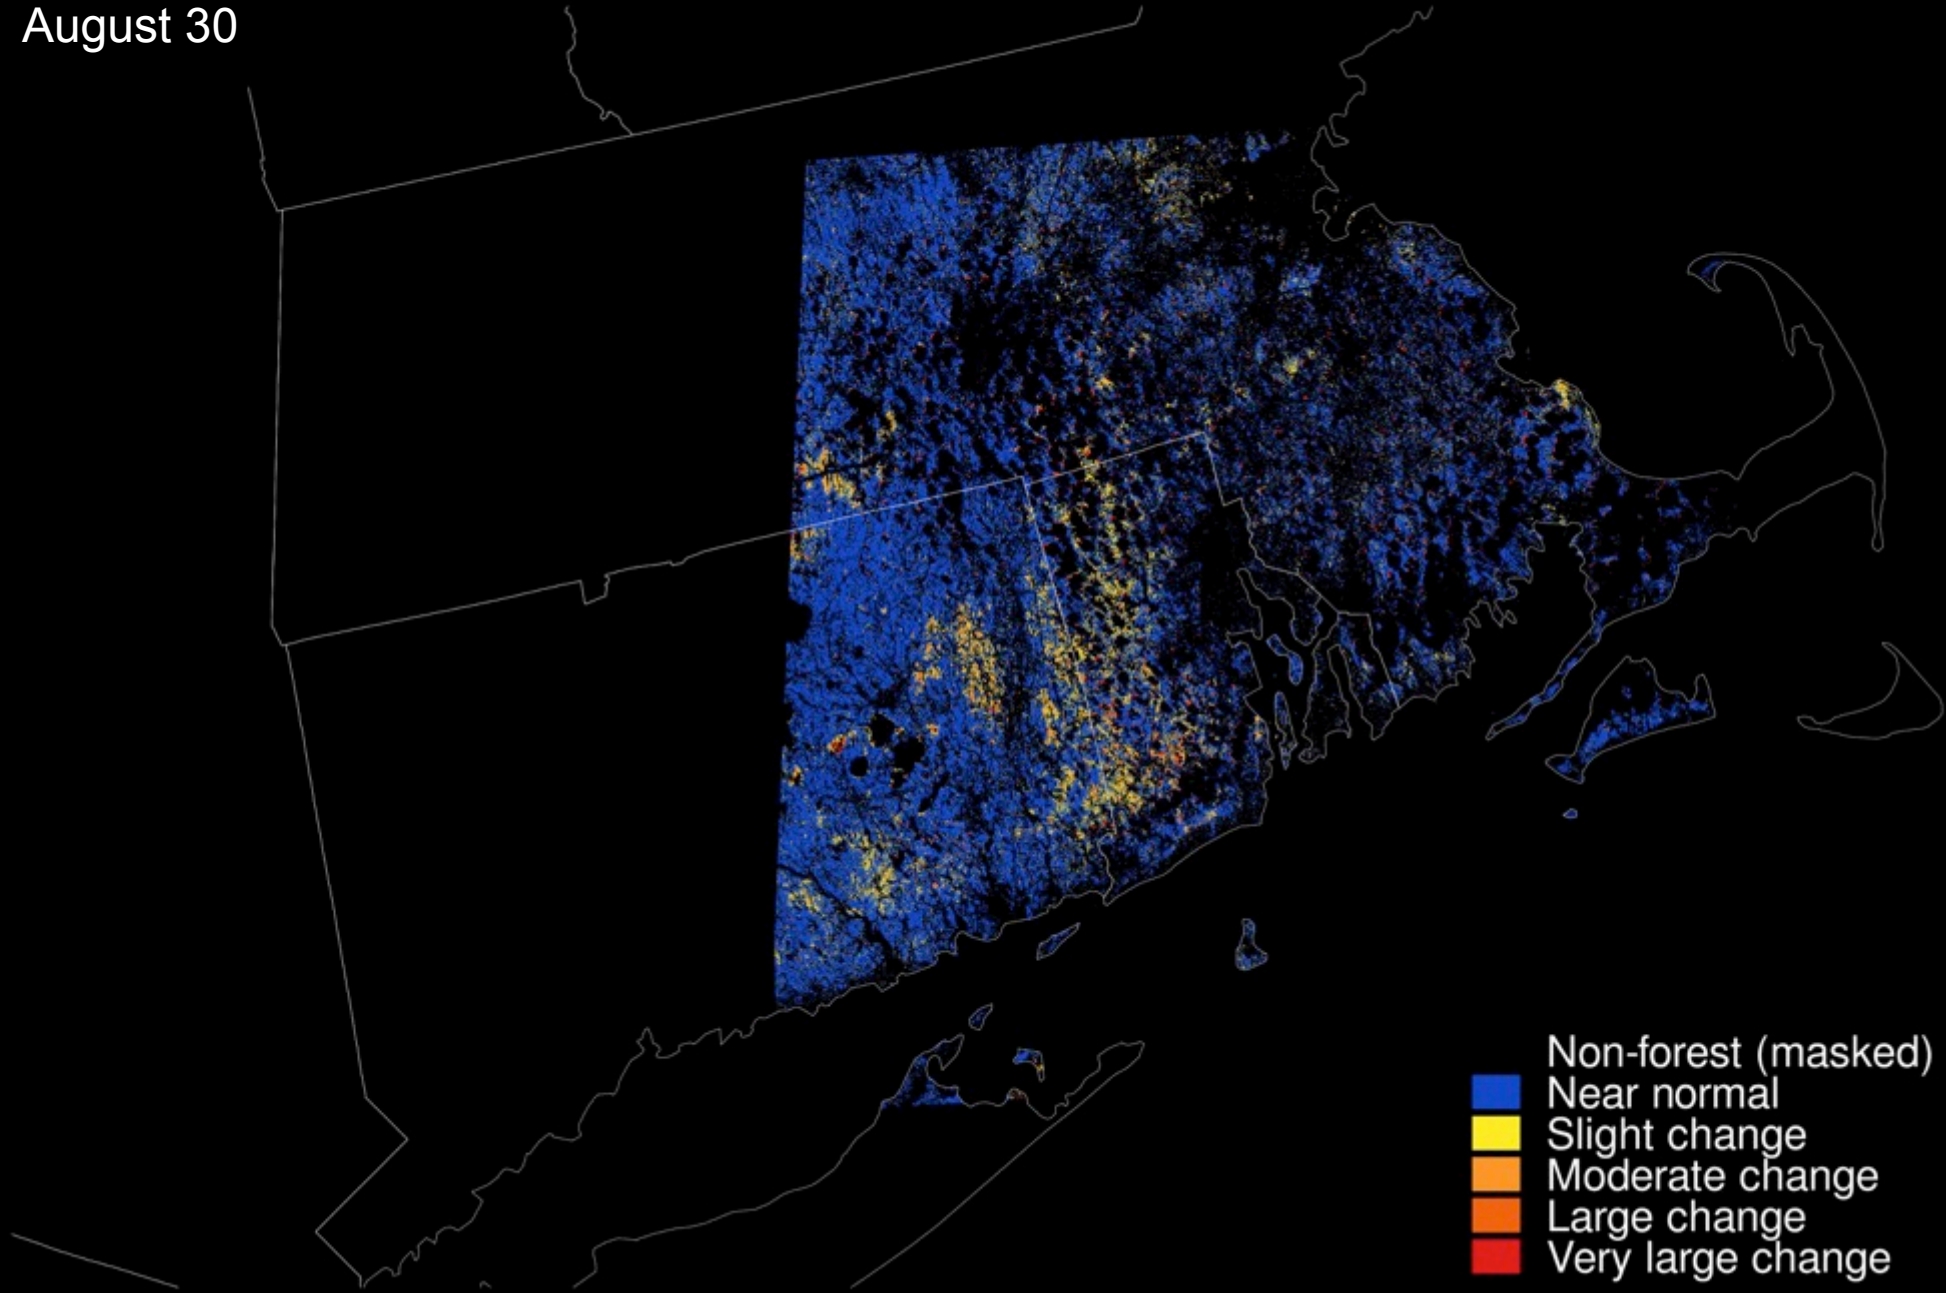 August 30
Non-forest (masked)
Near normal
Slight change
Moderate change
Large change
Very large change